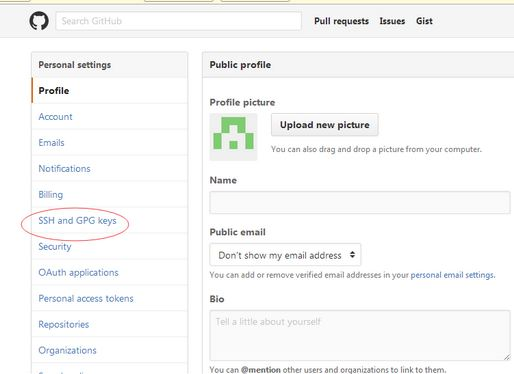 Search GitHub
Pull requests
Issues
Gist
Personal settings
Profile
Account
Emails
Notifications
Billing
SSH and GPG keys
Security
OAuth applications
Personal access tokens
Repositories
Organizations
Public profile
Profile picture
Upload new picture
You can also drag and drop a picture from your computer.
Name
Public email
Don't show my email address
You can add or remove verified email addresses in your personal email settings.
Bio
Tell a little about yourself
You can @mention other users and organizations to link to them.